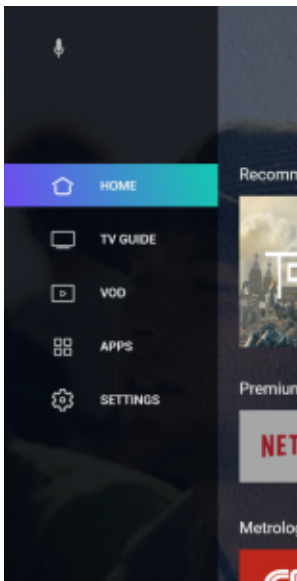 HOME
TV GUIDE
VOD
APPS
SETTINGS
Recomm
Premium
NET
Metrolog